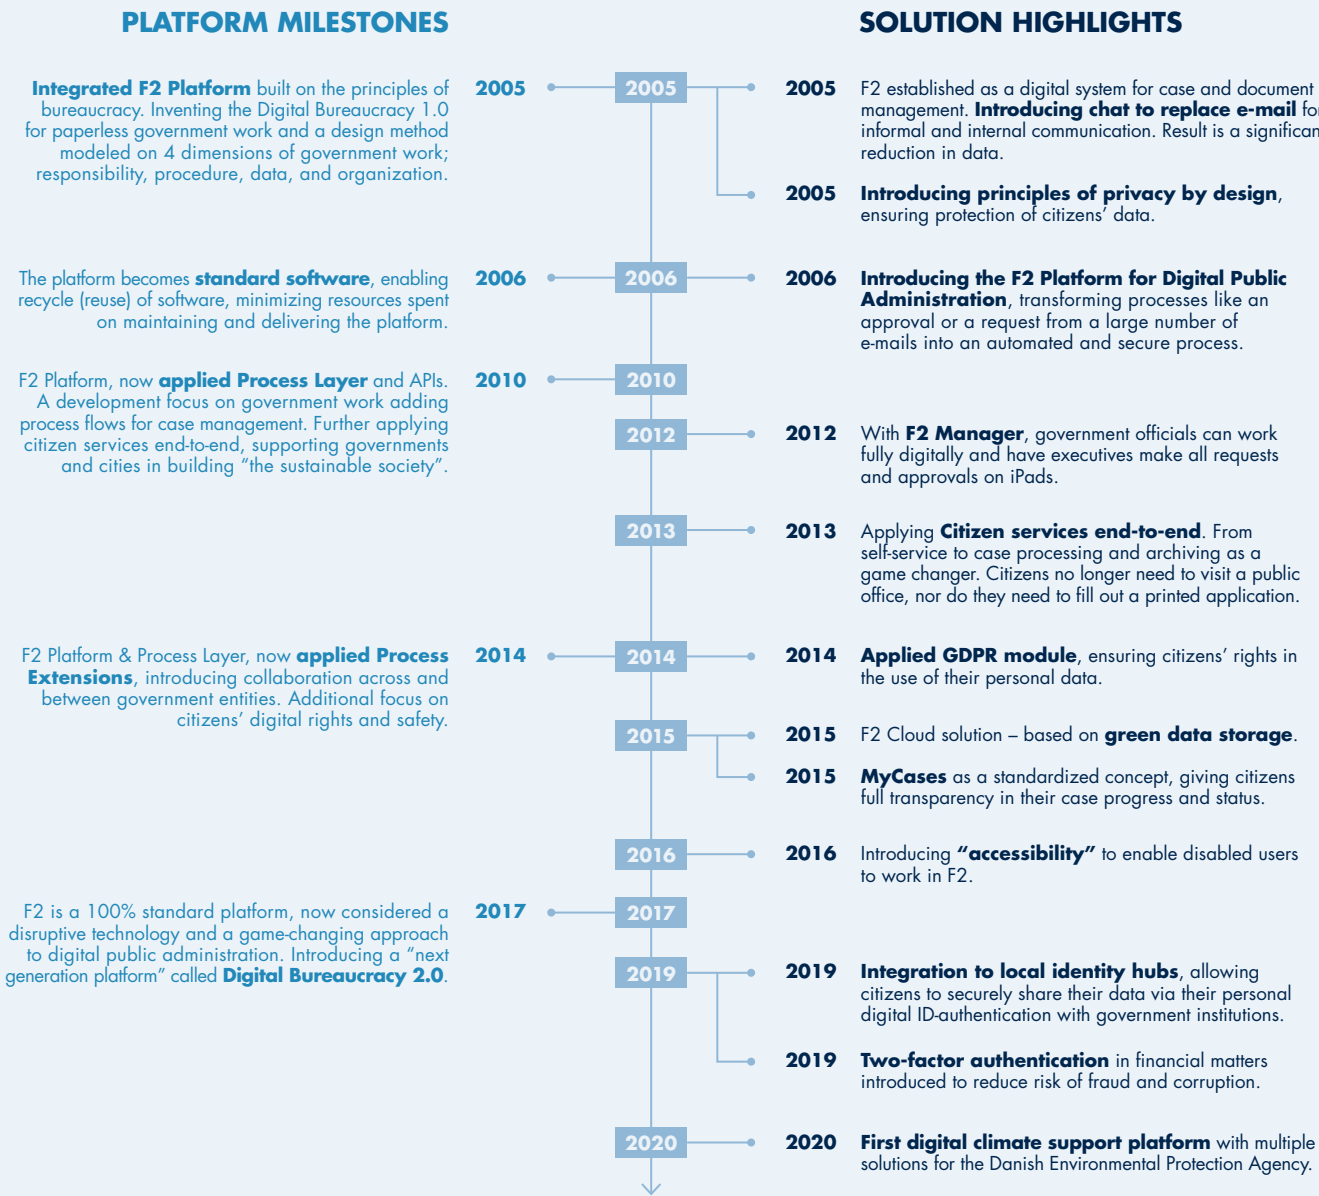 PLATFORM MILESTONES
Integrated F2 Platform built on the principles of
bureaucracy. Inventing the Digital Bureaucracy 1.0
for paperless government work and a design method
modeled on 4 dimensions of government work;
responsibility, procedure, data, and organization.
2005
The platform becomes standard software, enabling
recycle (reuse) of software, minimizing resources spent
on maintaining and delivering the platform.
2006
F2 Platform, now applied Process Layer and APIs.
A development focus on government work adding
process flows for case management. Further applying
citizen services end-to-end, supporting governments
and cities in building “the sustainable society”.
2010
F2 Platform & Process Layer, now applied Process
Extensions, introducing collaboration across and
between government entities. Additional focus on
citizens’ digital rights and safety.
2014
F2 is a 100% standard platform, now considered a
disruptive technology and a game-changing approach
to digital public administration. Introducing a “next
generation platform” called Digital Bureaucracy 2.0.
2017
2005
2006
2010
2012
2013
2014
2015
2016
2017
2019
2020
SOLUTION HIGHLIGHTS
2005
F2 established as a digital system for case and document
management. Introducing chat to replace e-mail for
informal and internal communication. Result is a significan
reduction in data.
2005
Introducing principles of privacy by design,
ensuring protection of citizens’ data.
2006
Introducing the F2 Platform for Digital Public
Administration, transforming processes like an
approval or a request from a large number of
e-mails into an automated and secure process.
2012
With F2 Manager, government officials can work
fully digitally and have executives make all requests
and approvals on iPads.
2013
Applying Citizen services end-to-end. From
self-service to case processing and archiving as a
game changer. Citizens no longer need to visit a public
office, nor do they need to fill out a printed application.
2014
Applied GDPR module, ensuring citizens’ rights in
the use of their personal data.
2015
F2 Cloud solution – based on green data storage.
2015
MyCases as a standardized concept, giving citizens
full transparency in their case progress and status.
2016
Introducing “accessibility” to enable disabled users
to work in F2.
2019
Integration to local identity hubs, allowing
citizens to securely share their data via their personal
digital ID-authentication with government institutions.
2019
Two-factor authentication in financial matters
introduced to reduce risk of fraud and corruption.
2020
First digital climate support platform with multiple
solutions for the Danish Environmental Protection Agency.